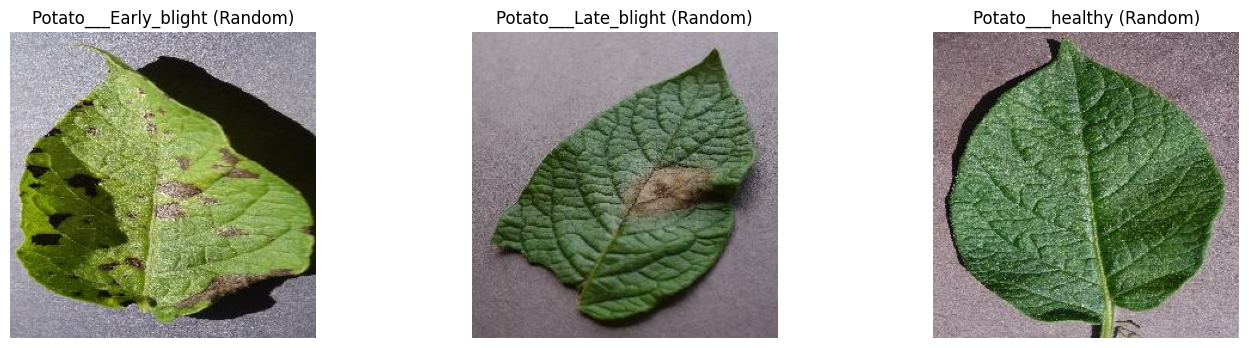 Potato___Early_blight (Random)
Potato___Late_blight (Random)
Potato___healthy (Random)